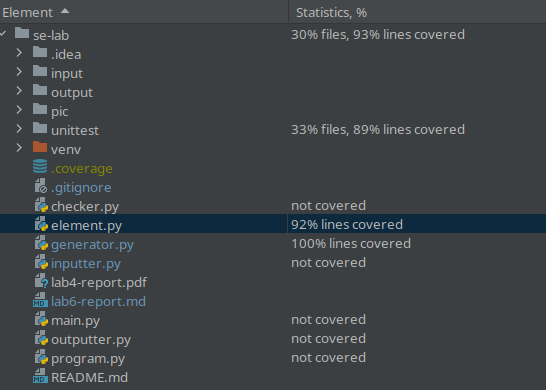 Element Statistics, %
se-lab 30% files, 93% lines covered
.idea
input
output
pic
unittest 33% files, 89% lines covered
venv
.coverage
.gitignore
checker.py not covered
element.py 92% lines covered
generator.py 100% lines covered
inputter.py not covered
lab4-report.pdf
MD lab6-report.md
main.py not covered
outputter.py not covered
program.py not covered
MD README.md